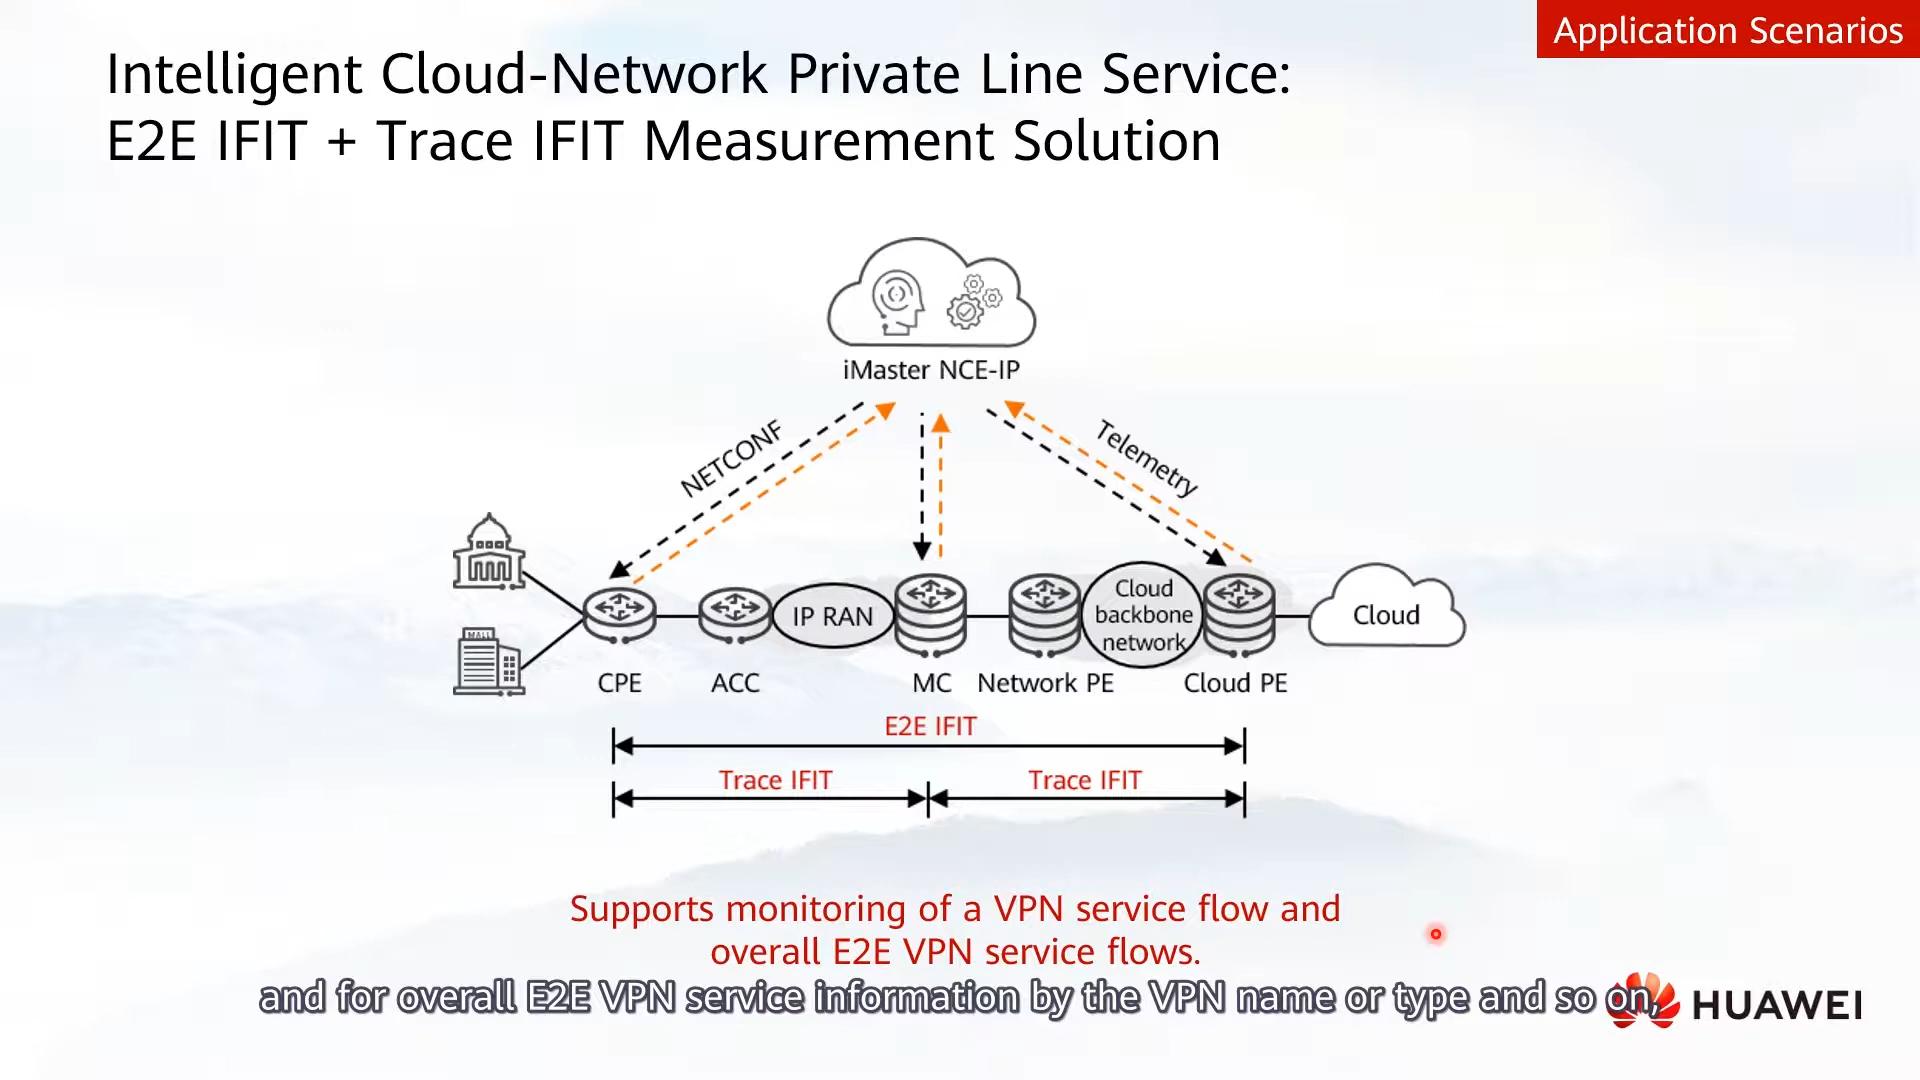 Application Scenarios
Intelligent Cloud-Network Private Line Service:
E2E IFIT + Trace IFIT Measurement Solution
iMaster NCE-IP
NETCONF
Telemetry
MALL
IP RAN
Cloud
backbone
network
Cloud
CPE
ACC
MC
Network PE
Cloud PE
E2E IFIT
Trace IFIT
Trace IFIT
Supports monitoring of a VPN service flow and
overall E2E VPN service flows.
and for overall E2E VPN service information by the VPN name or type and so on,
HUAWEI